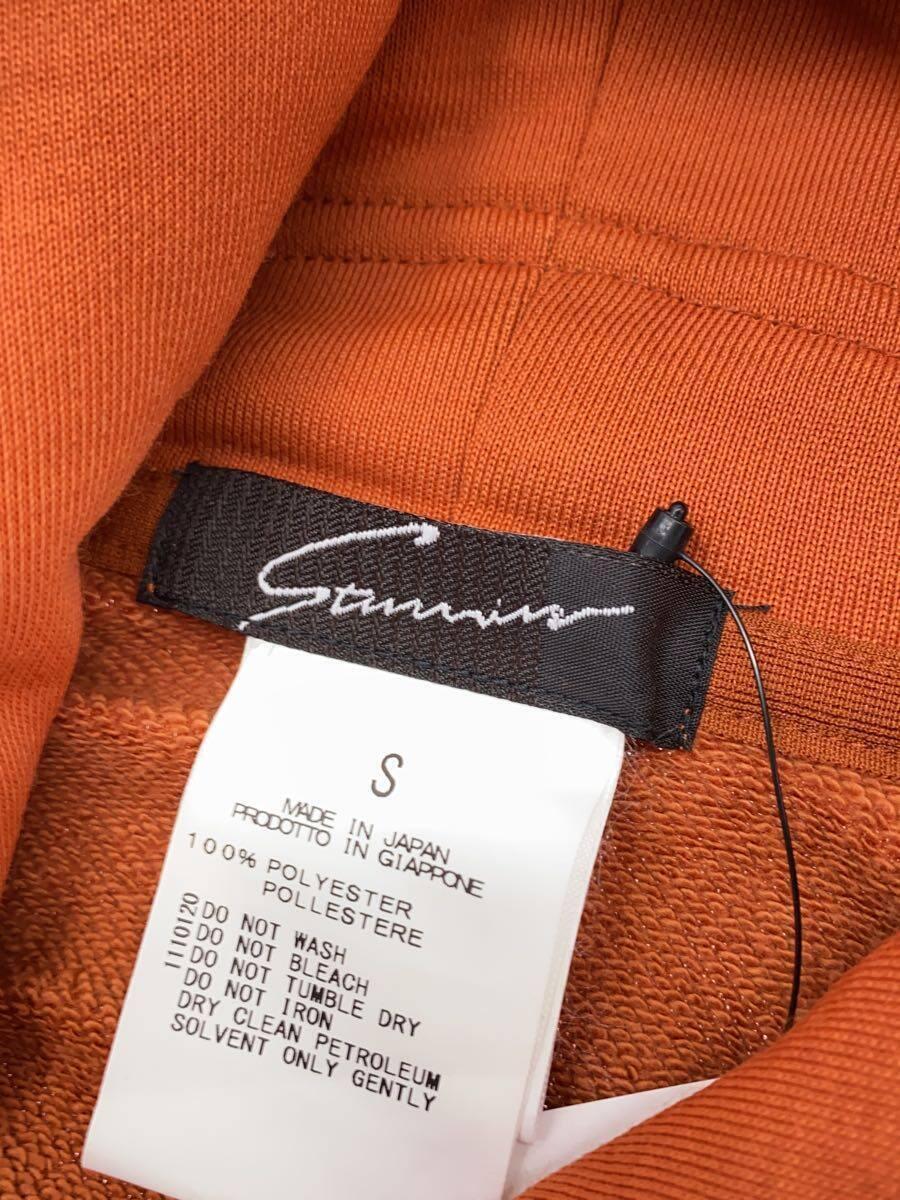 S
MADE IN JAPAN
PRODOTTO IN GIAPPONE
100% POLYESTER
POLLESTERE
1110120
DO NOT WASH
DO NOT BLEACH
DO NOT TUMBLE DRY
DO NOT IRON
DRY CLEAN PETROLEUM
SOLVENT ONLY GENTLY